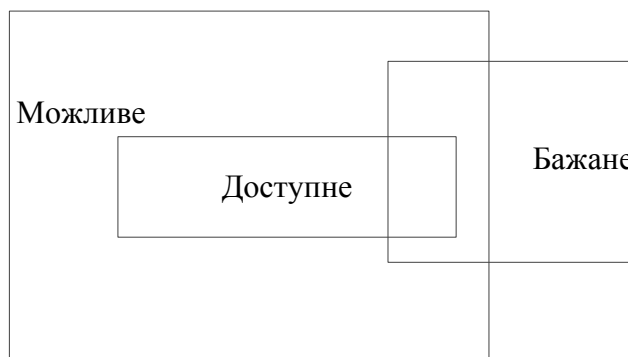 Можливе
Доступне
Бажане